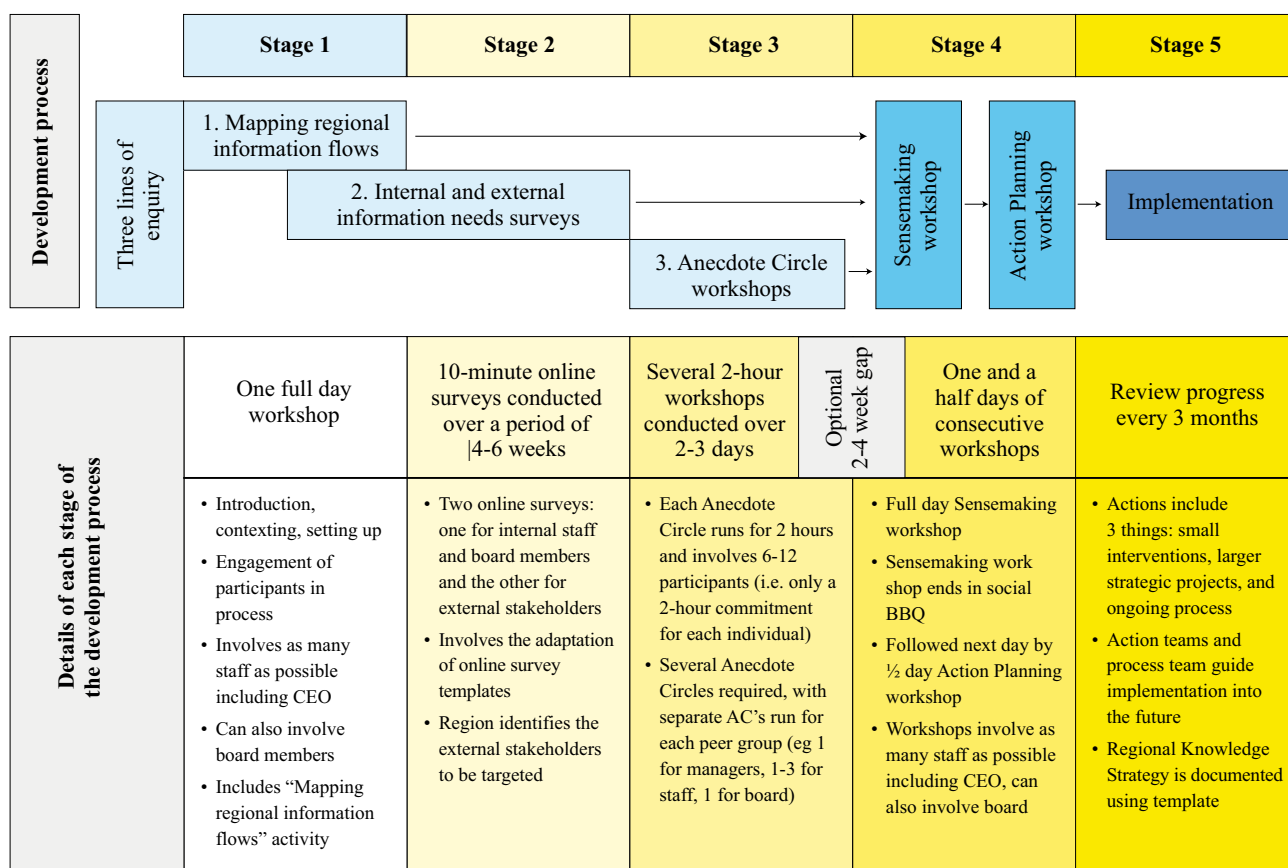 Development process
Stage 1
Stage 2
Stage 3
Stage 4
Stage 5
Three lines of
enquiry
1. Mapping regional
information flows
2. Internal and external
information needs surveys
3. Anecdote Circle
workshops
Sensemaking
workshop
Action Planning
workshop
Implementation
Details of each stage of
the development process
One full day
workshop
10-minute online
surveys conducted
over a period of
|4-6 weeks
Several 2-hour
workshops
conducted over
2-3 days
Optional
2-4 week gap
One and a
half days of
consecutive
workshops
Review progress
every 3 months
• Introduction,
contexting, setting up
• Engagement of
participants in
process
• Involves as many
staff as possible
including CEO
• Can also involve
board members
• Includes “Mapping
regional information
flows” activity
• Two online surveys:
one for internal staff
and board members
and the other for
external stakeholders
• Involves the adaptation
of online survey
templates
• Region identifies the
external stakeholders
to be targeted
• Each Anecdote
Circle runs for 2 hours
and involves 6-12
participants (i.e. only a
2-hour commitment
for each individual)
• Several Anecdote
Circles required, with
separate AC’s run for
each peer group (eg 1
for managers, 1-3 for
staff, 1 for board)
• Full day Sensemaking
workshop
• Sensemaking work
shop ends in social
BBQ
• Followed next day by
½ day Action Planning
workshop
• Workshops involve as
many staff as possible
including CEO, can
also involve board
• Actions include
3 things: small
interventions, larger
strategic projects, and
ongoing process
• Action teams and
process team guide
implementation into
the future
• Regional Knowledge
Strategy is documented
using template